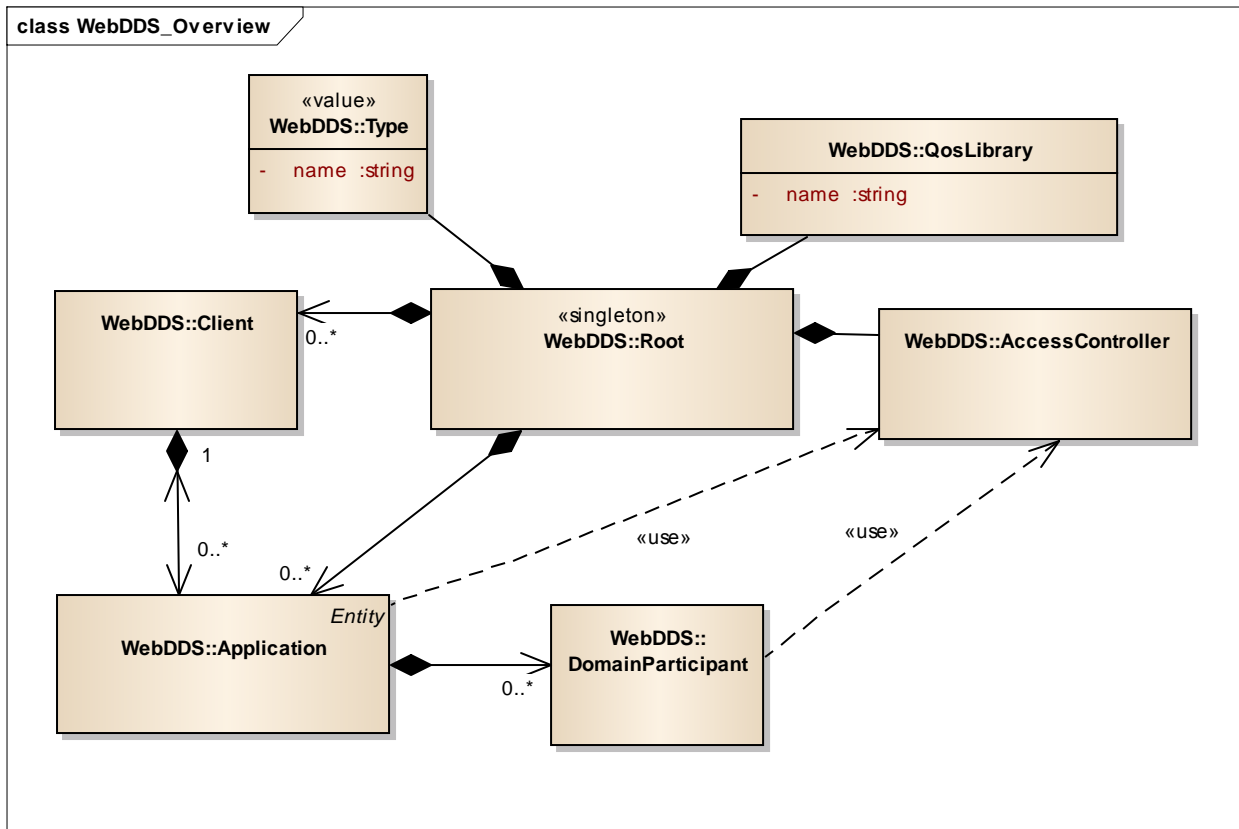 class WebDDS_Overview
«value»
WebDDS::Type
- name :string
WebDDS::QosLibrary
- name :string
WebDDS::Client
0..*
«singleton»
WebDDS::Root
WebDDS::AccessController
1
0..*
0..*
«use»
«use»
Entity
WebDDS::Application
0..*
WebDDS::
DomainParticipant